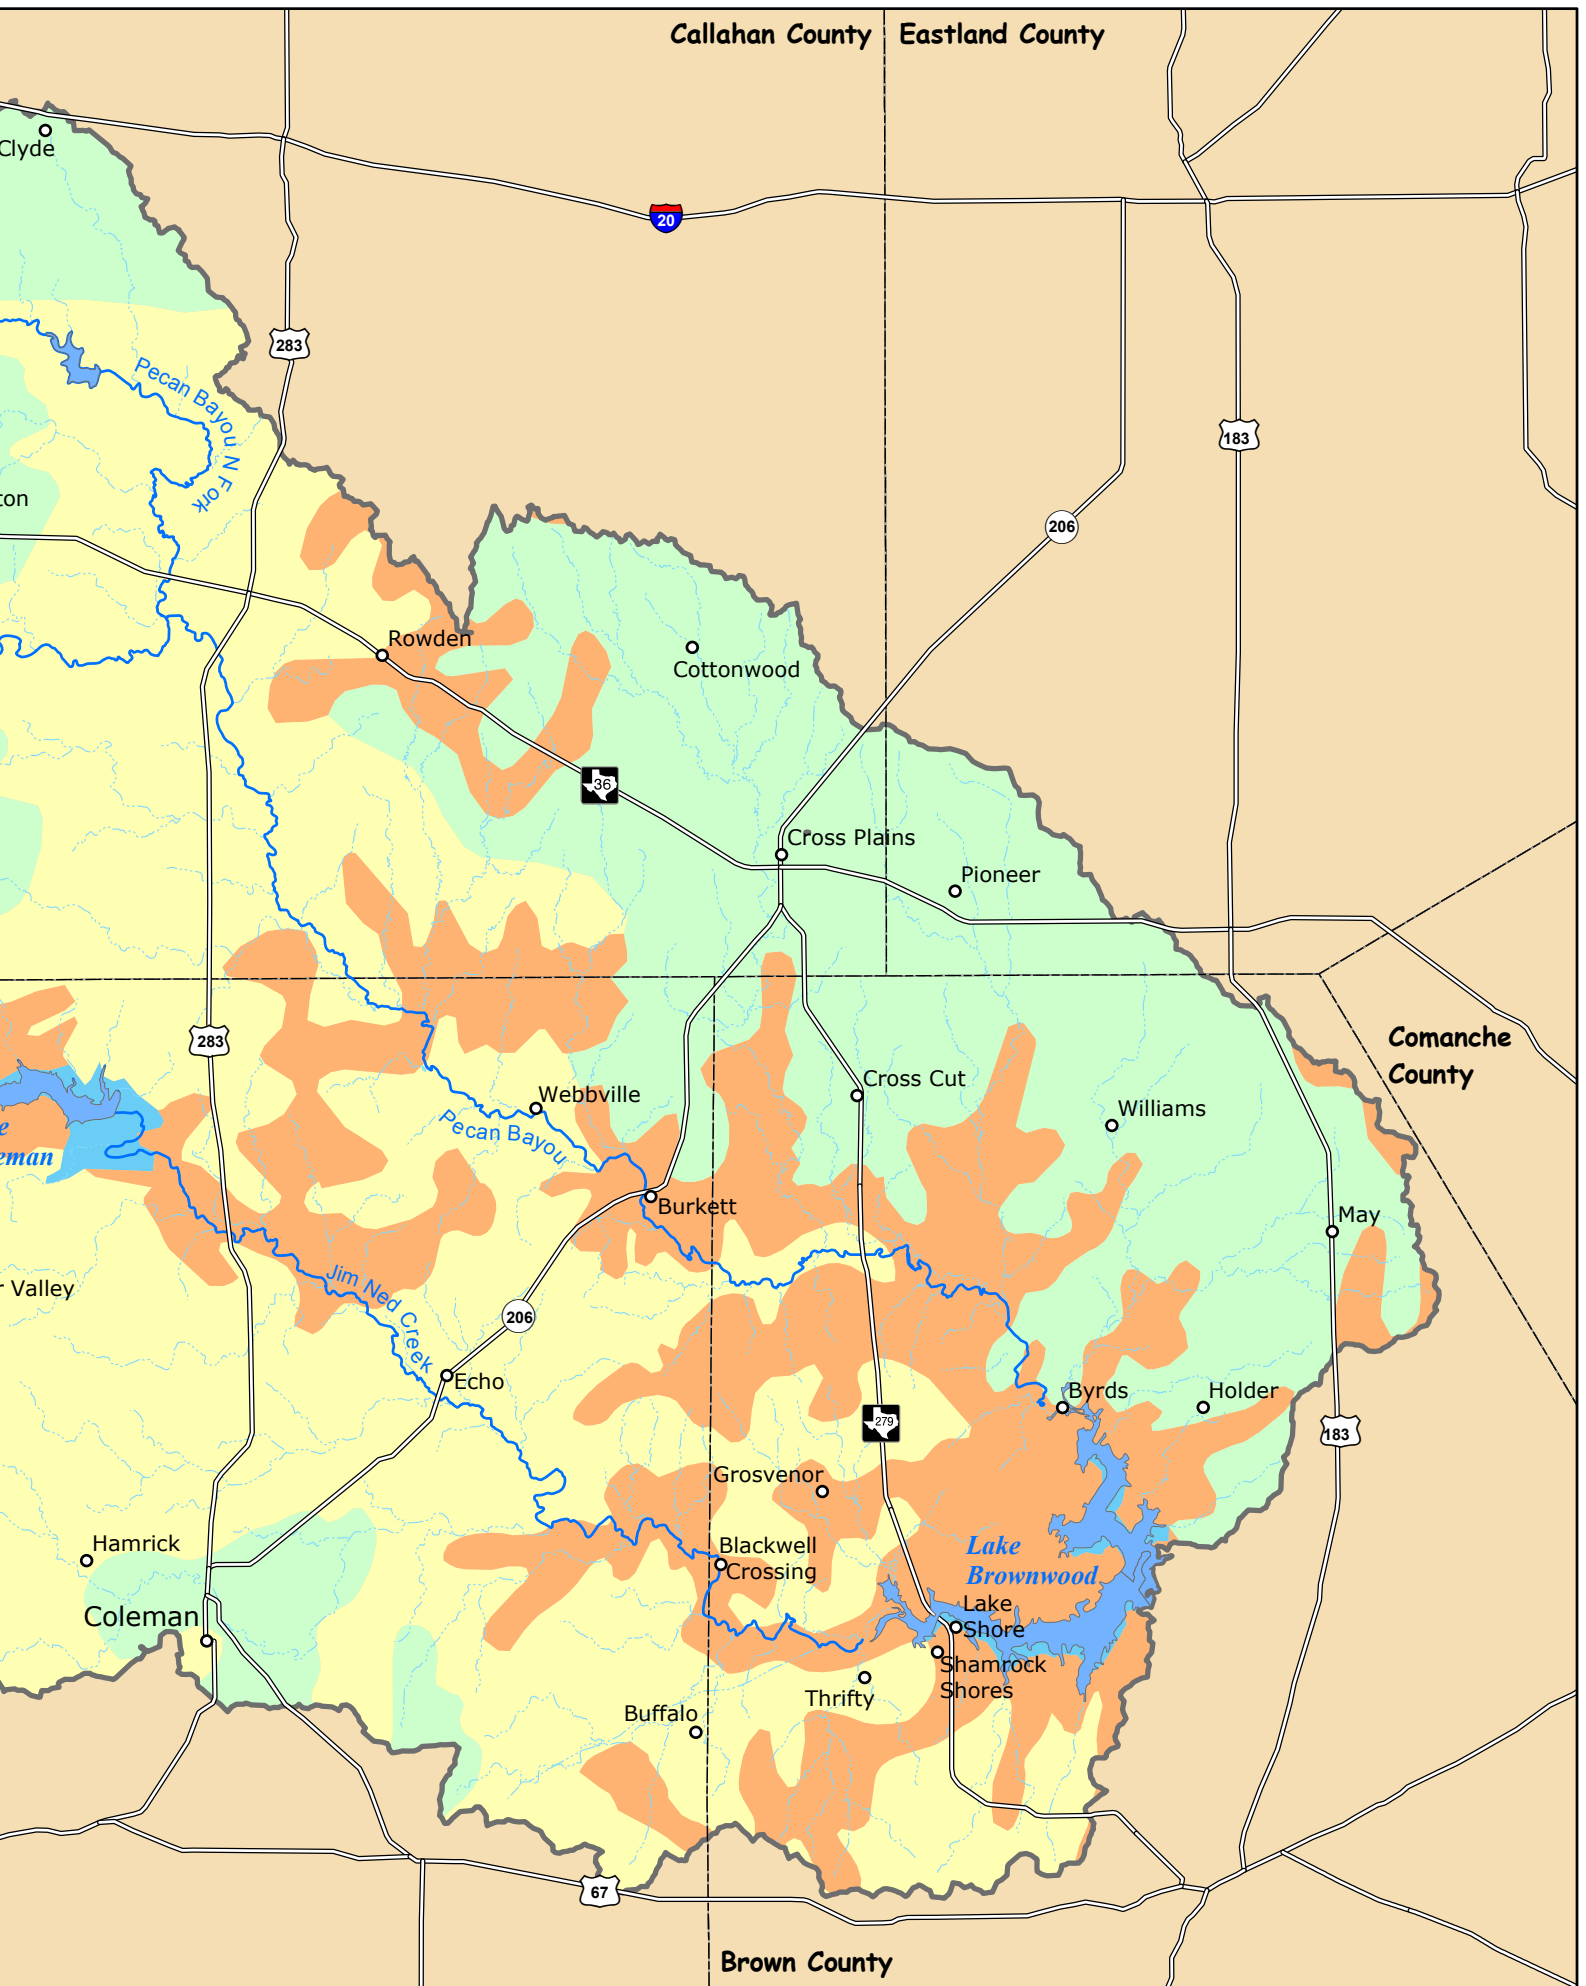 Callahan County
Eastland County
Clyde
20
283
Pecan Bayou N Fork
183
ton
206
Rowden
Cottonwood
36
Cross Plains
Pioneer
283
Comanche
County
Cross Cut
Webbville
Williams
e
eman
Pecan Bayou
Burkett
May
r Valley
Jim Ned Creek
206
Echo
Byrds
Holder
279
183
Grosvenor
Hamrick
Blackwell
Crossing
Lake
Brownwood
Lake
Shore
Coleman
Shamrock
Shores
Thrifty
Buffalo
67
Brown County